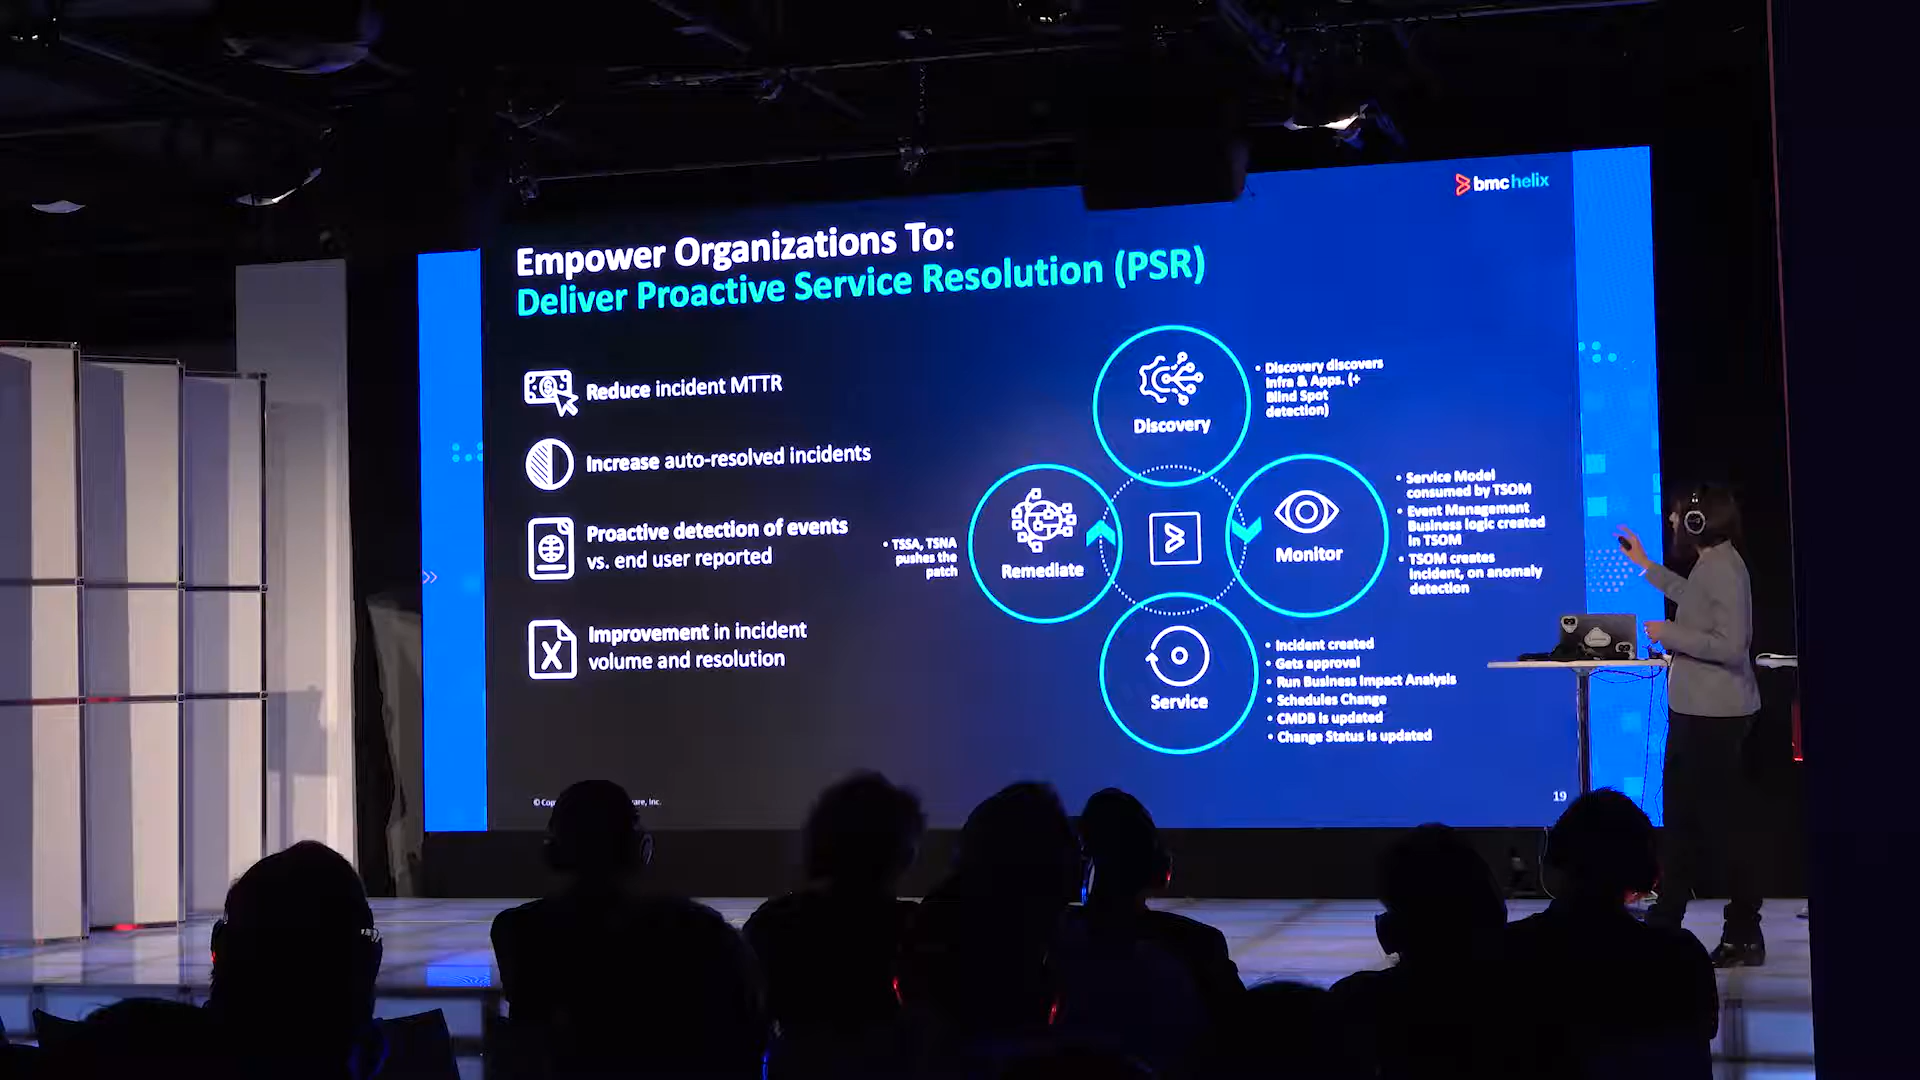 bmc helix
Empower Organizations To:
Deliver Proactive Service Resolution (PSR)
Reduce incident MTTR
Increase auto-resolved incidents
Proactive detection of events
vs. end user reported
Improvement in incident
volume and resolution
Discovery
• Discovery discovers
Infra & Apps. (+
Blind Spot
detection)
Monitor
• Service Model
consumed by TSOM
• Event Management
Business logic created
in TSOM
• TSOM creates
incident, on anomaly
detection
Remediate
• TSSA, TSNA
pushes the
patch
Service
• Incident created
• Gets approval
• Run Business Impact Analysis
• Schedules Change
• CMDB is updated
• Change Status is updated
©
Inc.
19